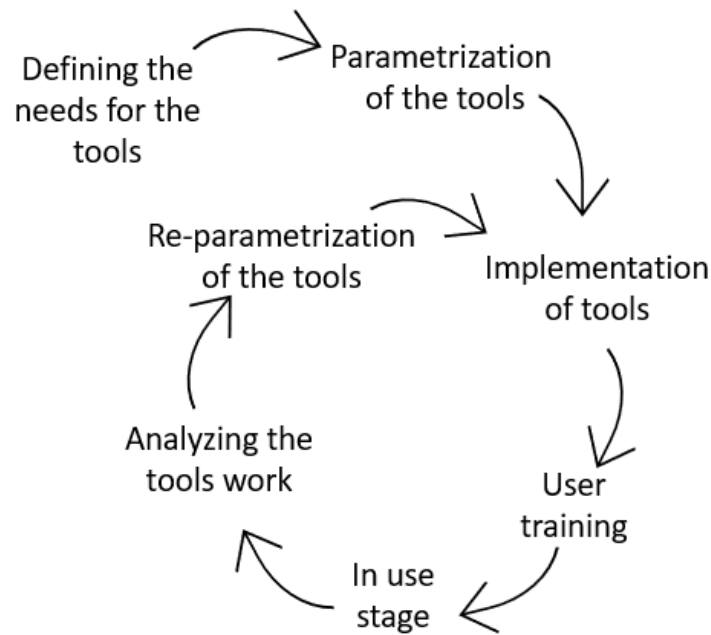 Defining the
needs for the
tools
Parametrization
of the tools
Re-parametrization
of the tools
Implementation
of tools
User
training
In use
stage
Analyzing the
tools work